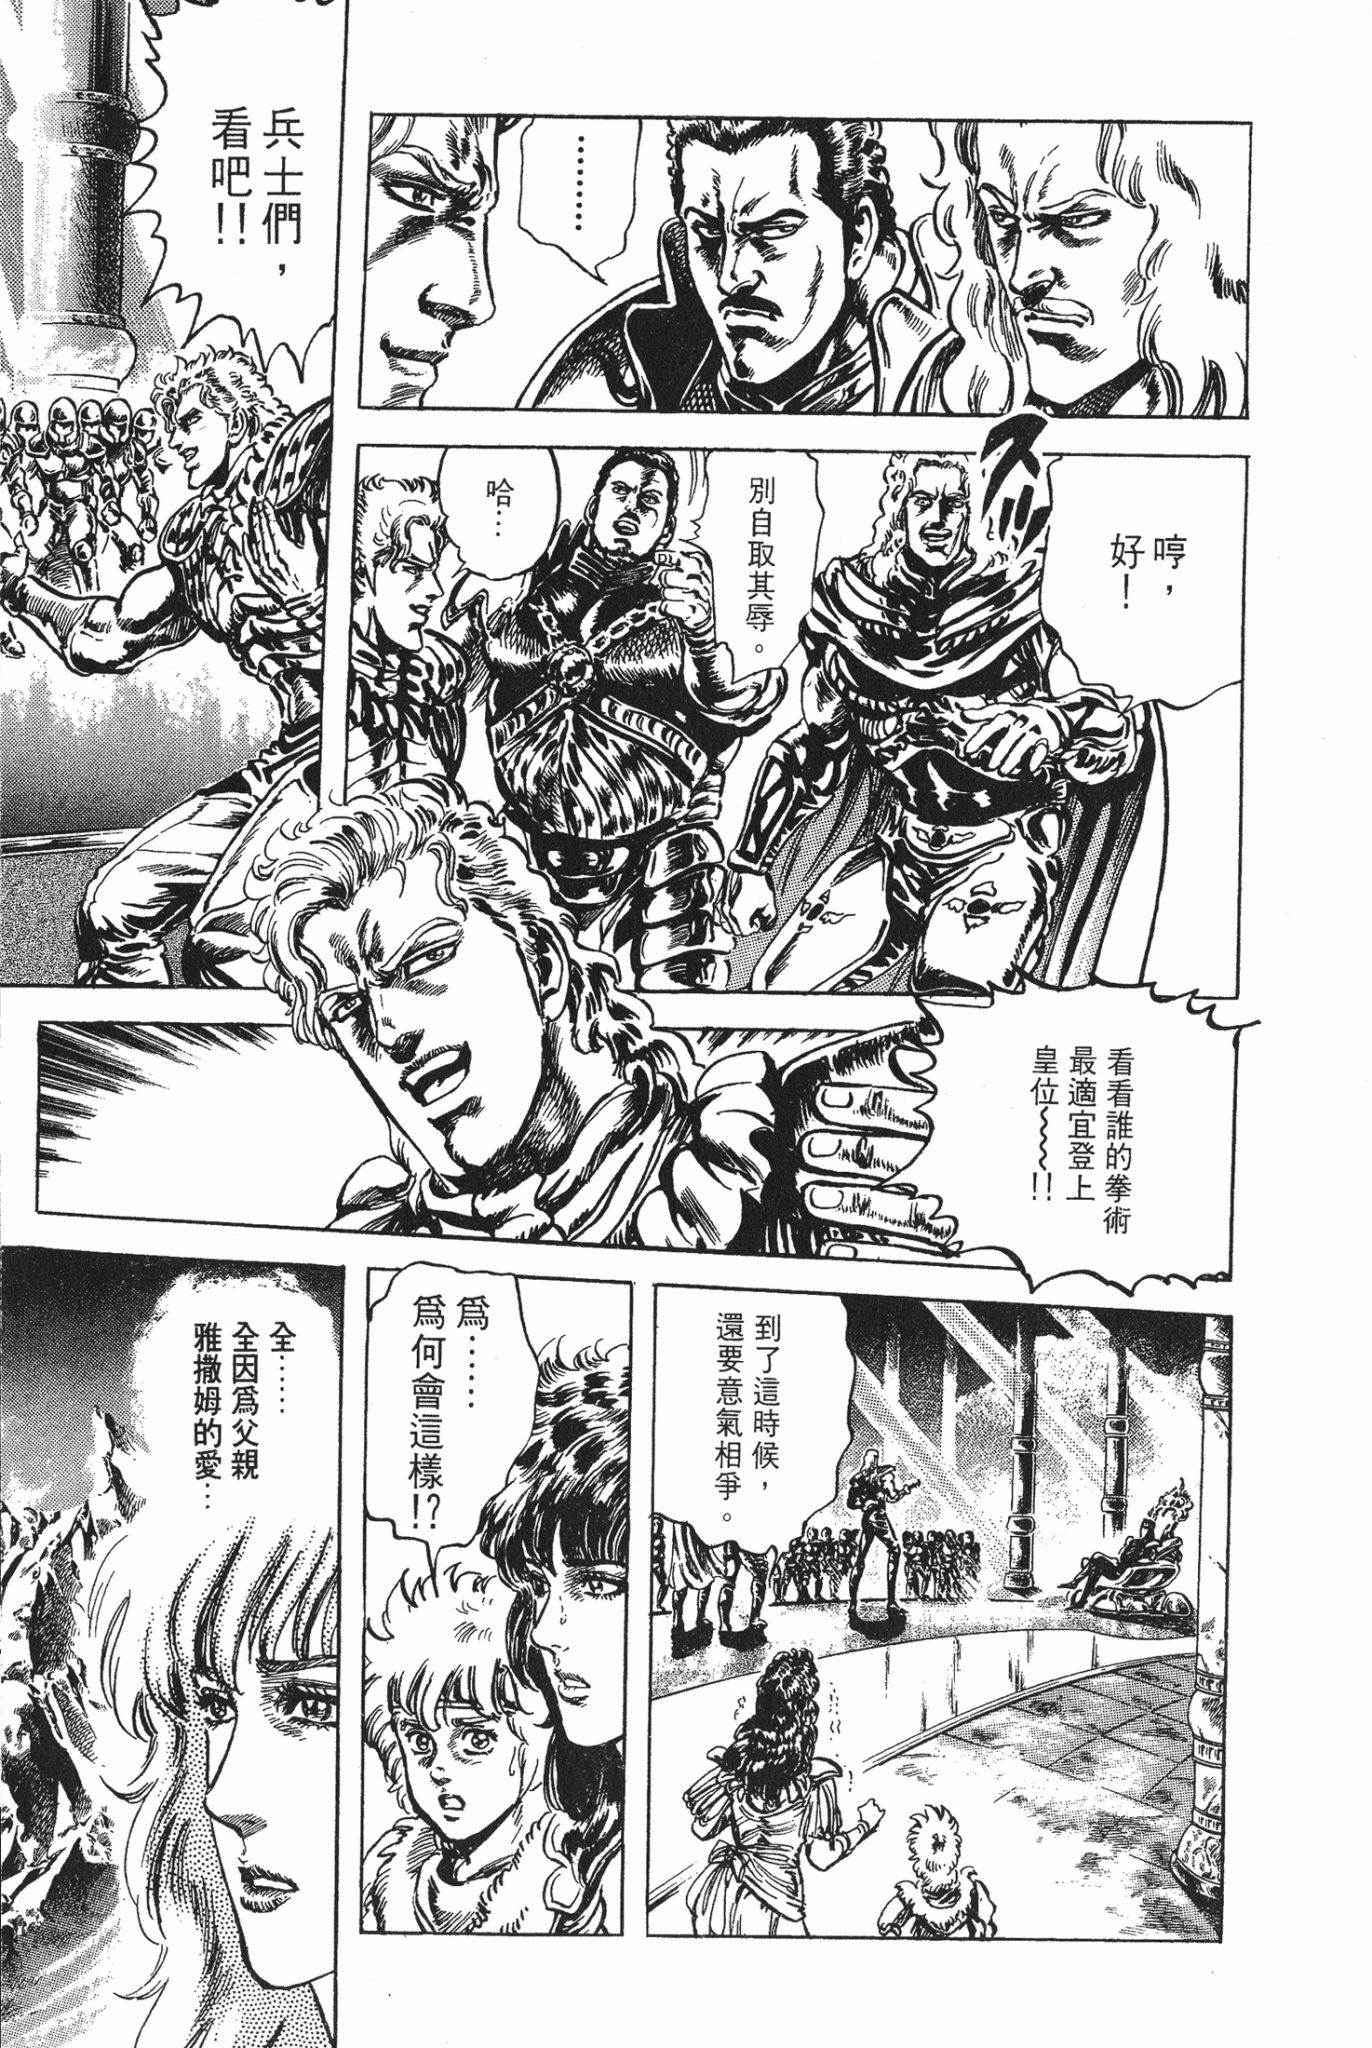 ………
哼，
好！
別自取其辱。
哈…
兵士們，
看吧!!
看看誰的拳術
最適宜登上
皇位~~~!!
到了這時候，
還要意氣相爭。
爲……
爲何會這樣!?
全……
全因爲父親
雅撒姆的愛…